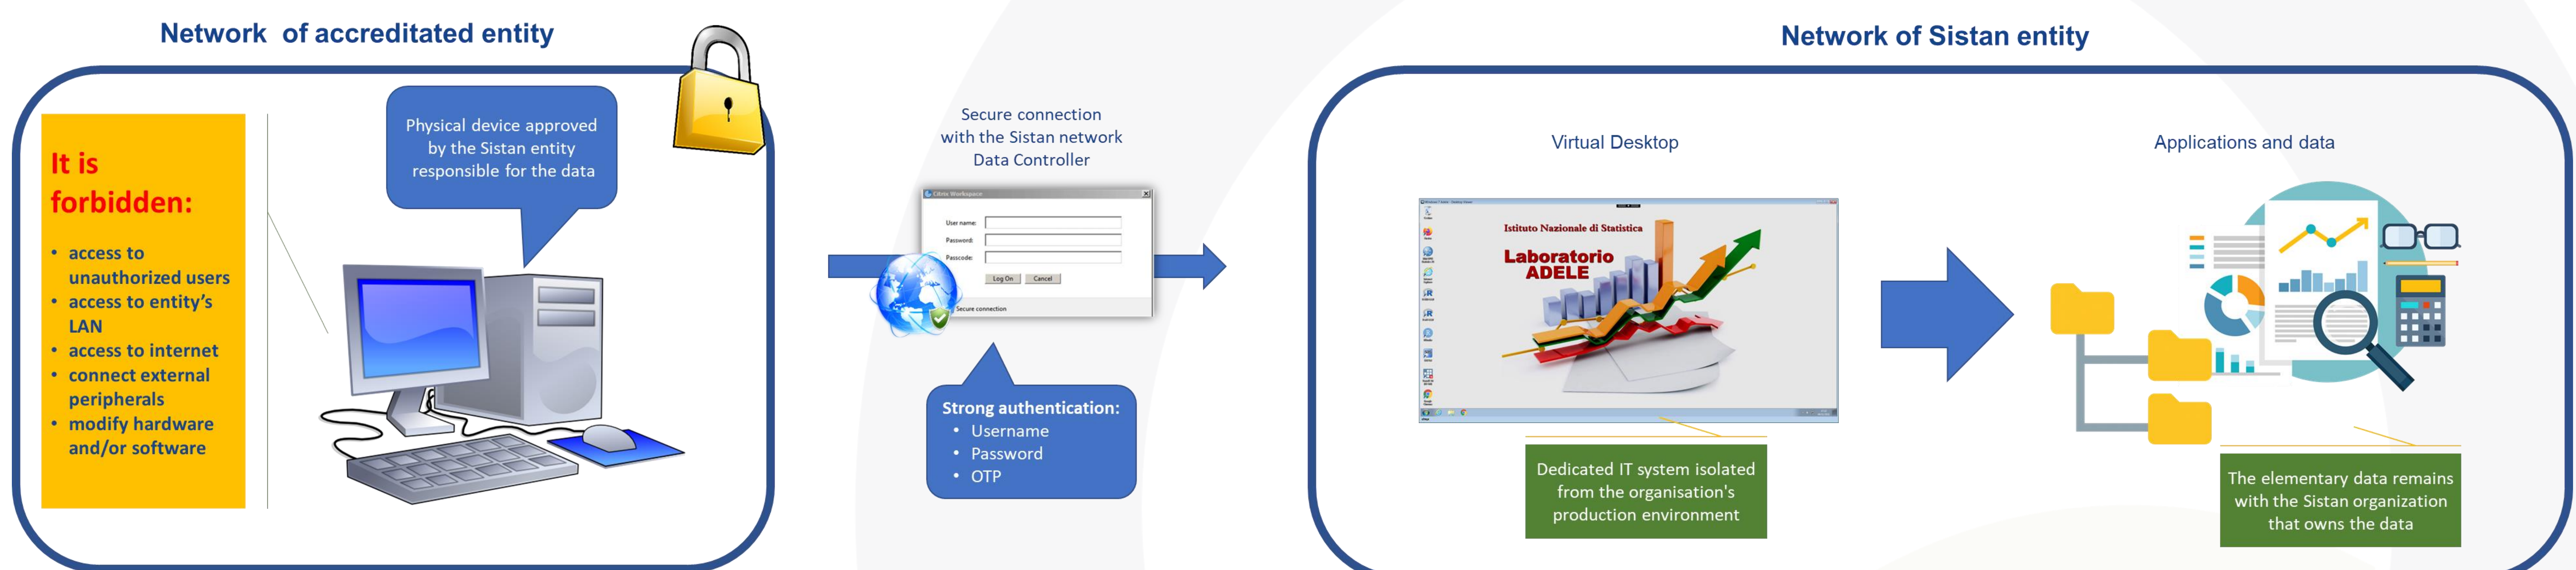 Network of accreditated entity
It is
forbidden:
• access to
unauthorized users
• access to entity's
LAN
• access to internet
• connect external
peripherals
• modify hardware
and/or software
Physical device approved
by the Sistan entity
responsible for the data
Secure connection
with the Sistan network
Data Controller
Citrix Workspace
User name:
Password:
Passcode:
Log On Cancel
Secure connection
Strong authentication:
• Username
• Password
• OTP
Network of Sistan entity
Virtual Desktop
Istituto Nazionale di Statistica
Laboratorio
ADELE
Dedicated IT system isolated
from the organisation's
production environment
Applications and data
The elementary data remains
with the Sistan organization
that owns the data